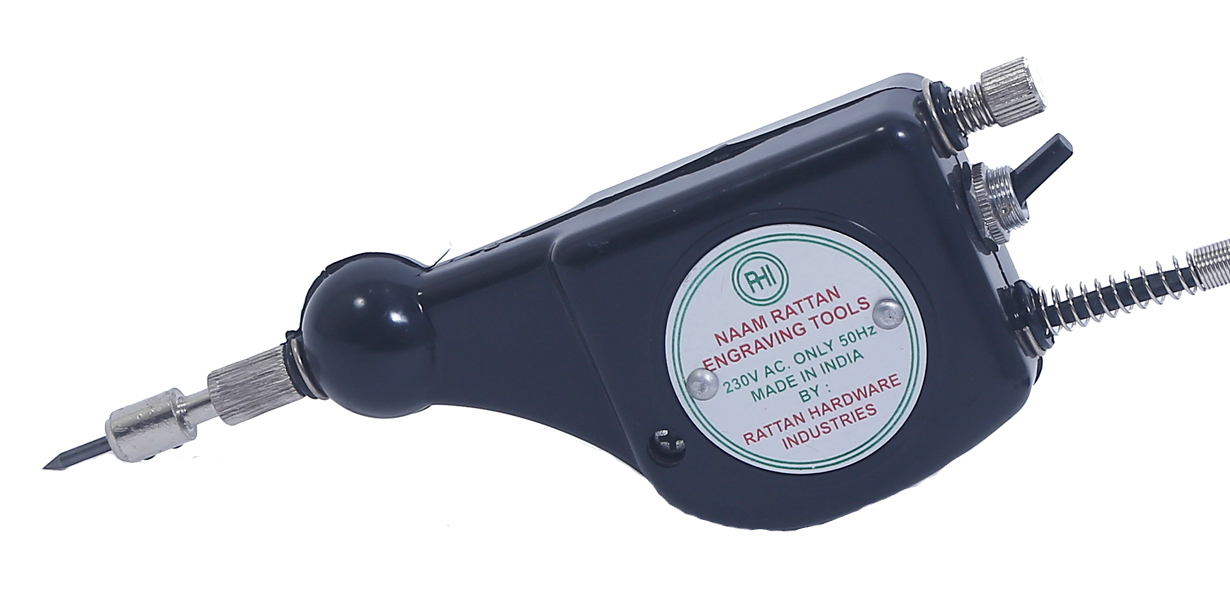 RHI
NAAM RATTAN
ENGRAVING TOOLS
230V AC. ONLY 50Hz
MADE IN INDIA
BY :
RATTAN HARDWARE
INDUSTRIES